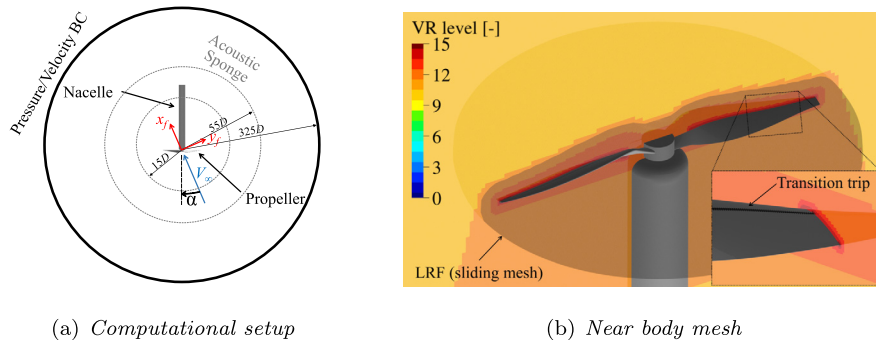 Pressure/Velocity BC
Acoustic
Sponge
Nacelle
x_f
y_f
55D
325D
15D
V_∞
α
Propeller
(a) Computational setup
VR level [-]
15
12
9
6
3
0
Transition trip
LRF (sliding mesh)
(b) Near body mesh